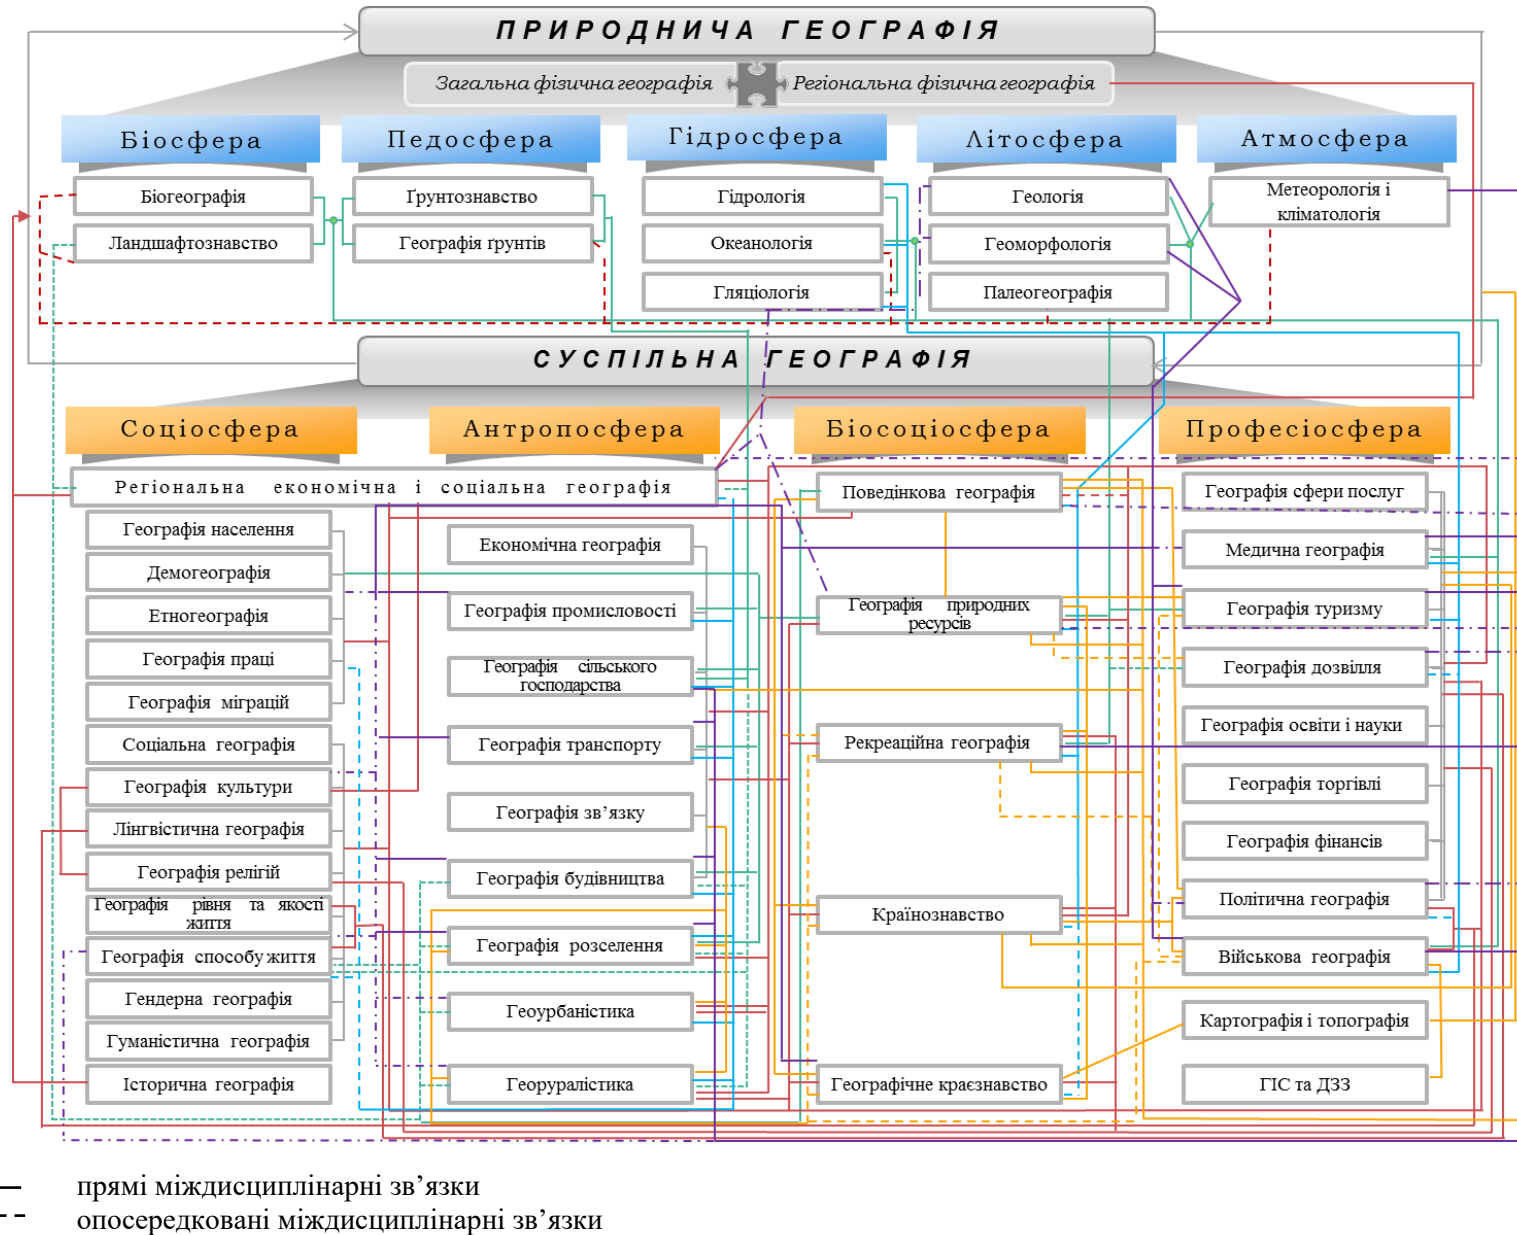 ПРИРОДНИЧА ГЕОГРАФІЯ
Загальна фізична географія
Регіональна фізична географія
Біосфера
Педосфера
Гідросфера
Літосфера
Атмосфера
Біогеографія
Ландшафтознавство
Ґрунтознавство
Географія ґрунтів
Гідрологія
Океанологія
Гляціологія
Геологія
Геоморфологія
Палеогеографія
Метеорологія і
кліматологія
СУСПІЛЬНА ГЕОГРАФІЯ
Соціосфера
Антропосфера
Біосоціосфера
Професіосфера
Регіональна економічна і соціальна географія
Географія населення
Демогеографія
Етногеографія
Географія праці
Географія міграцій
Соціальна географія
Географія культури
Лінгвістична географія
Географія релігій
Географія рівня та якості
життя
Географія способу життя
Гендерна географія
Гуманістична географія
Історична географія
Економічна географія
Географія промисловості
Географія сільського
господарства
Географія транспорту
Географія зв’язку
Географія будівництва
Географія розселення
Геоурбаністика
Георуралістика
Поведінкова географія
Географія природних
ресурсів
Рекреаційна географія
Країнознавство
Географічне краєзнавство
Географія сфери послуг
Медична географія
Географія туризму
Географія дозвілля
Географія освіти і науки
Географія торгівлі
Географія фінансів
Політична географія
Військова географія
Картографія і топографія
ГІС та ДЗЗ
прямі міждисциплінарні зв’язки
опосередковані міждисциплінарні зв’язки